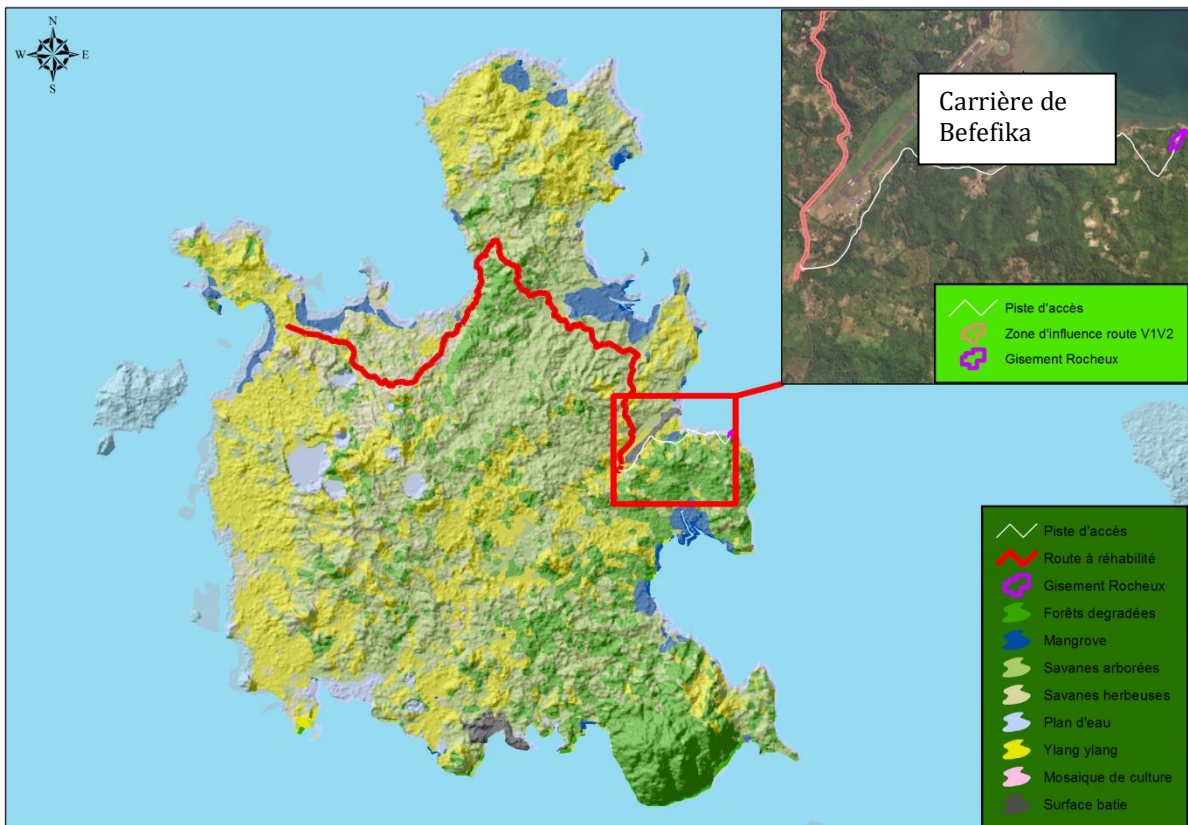 N
W E
S
Carrière de
Befefika
Piste d'accès
Zone d'influence route V1V2
Gisement Rocheux
Piste d'accès
Route à réhabilité
Gisement Rocheux
Forêts degradées
Mangrove
Savanes arborées
Savanes herbeuses
Plan d'eau
Ylang ylang
Mosaique de culture
Surface batie